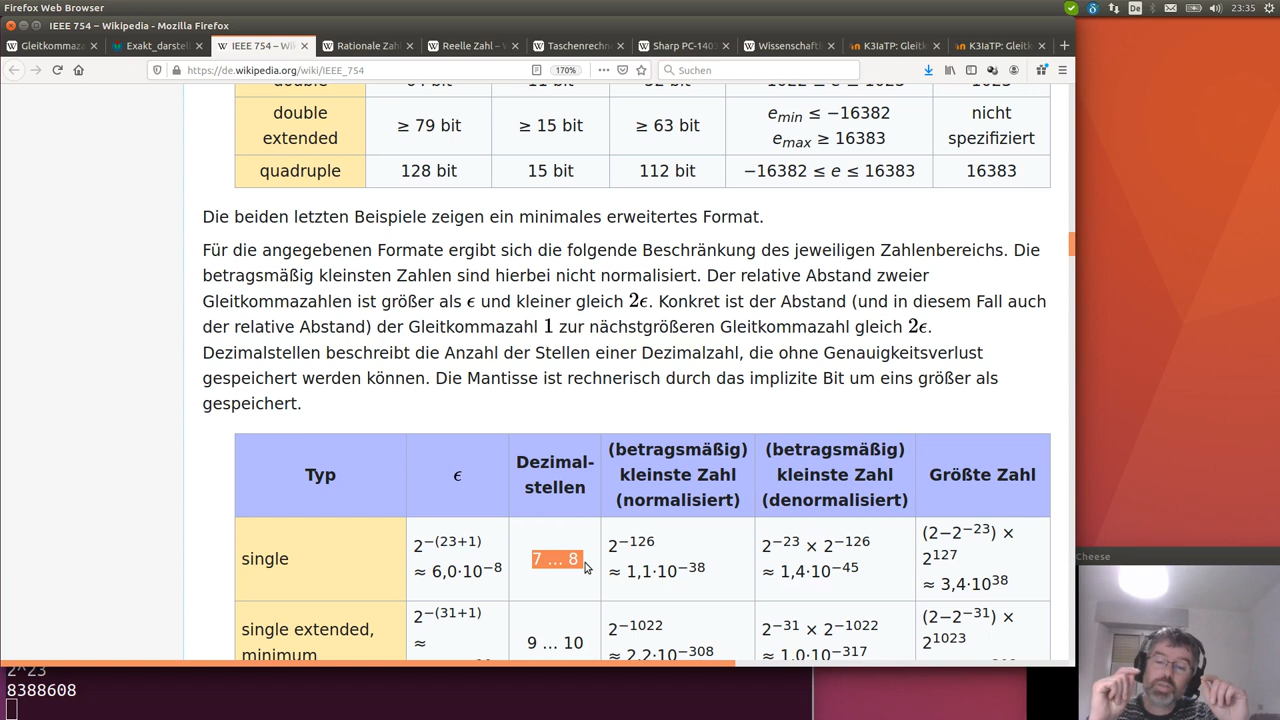 Firefox Web Browser
De
23:35
IEEE 754 – Wikipedia - Mozilla Firefox
Gleitkommaz
Exakt_darstell
IEEE 754 – Wi
Rationale Zahl
Reelle Zahl – W
Taschenrechn
Sharp PC-1403
Wissenschaft
K3IaTP: Gleitk
K3IaTP: Gleitk
https://de.wikipedia.org/wiki/IEEE_754
170%
Suchen
double extended ≥ 79 bit ≥ 15 bit ≥ 63 bit e_min ≤ −16382 e_max ≥ 16383 nicht spezifiziert
quadruple 128 bit 15 bit 112 bit −16382 ≤ e ≤ 16383 16383
Die beiden letzten Beispiele zeigen ein minimales erweitertes Format.
Für die angegebenen Formate ergibt sich die folgende Beschränkung des jeweiligen Zahlenbereichs. Die
betragsmäßig kleinsten Zahlen sind hierbei nicht normalisiert. Der relative Abstand zweier
Gleitkommazahlen ist größer als ϵ und kleiner gleich 2ϵ. Konkret ist der Abstand (und in diesem Fall auch
der relative Abstand) der Gleitkommazahl 1 zur nächstgrößeren Gleitkommazahl gleich 2ϵ.
Dezimalstellen beschreibt die Anzahl der Stellen einer Dezimalzahl, die ohne Genauigkeitsverlust
gespeichert werden können. Die Mantisse ist rechnerisch durch das implizite Bit um eins größer als
gespeichert.
Typ ϵ Dezimal-stellen (betragsmäßig) kleinste Zahl (normalisiert) (betragsmäßig) kleinste Zahl (denormalisiert) Größte Zahl
single 2^−(23+1) ≈ 6,0·10^−8 7 … 8 2^−126 ≈ 1,1·10^−38 2^−23 × 2^−126 ≈ 1,4·10^−45 (2−2^−23) × 2^127 ≈ 3,4·10^38
single extended, minimum 2^−(31+1) ≈ 9 … 10 2^−1022 ≈ 2,2·10^−308 2^−31 × 2^−1022 ≈ 1,0·10^−317 (2−2^−31) × 2^1023
Cheese
2^23
8388608